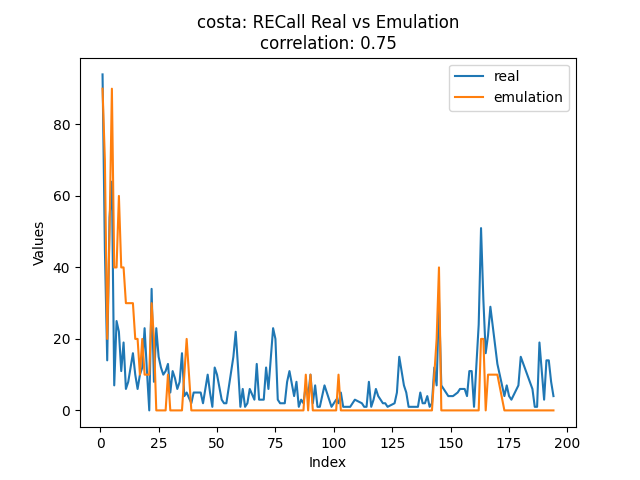 costa: RECall Real vs Emulation
correlation: 0.75
real
emulation
Values
80
60
40
20
0
0
25
50
75
100
125
150
175
200
Index